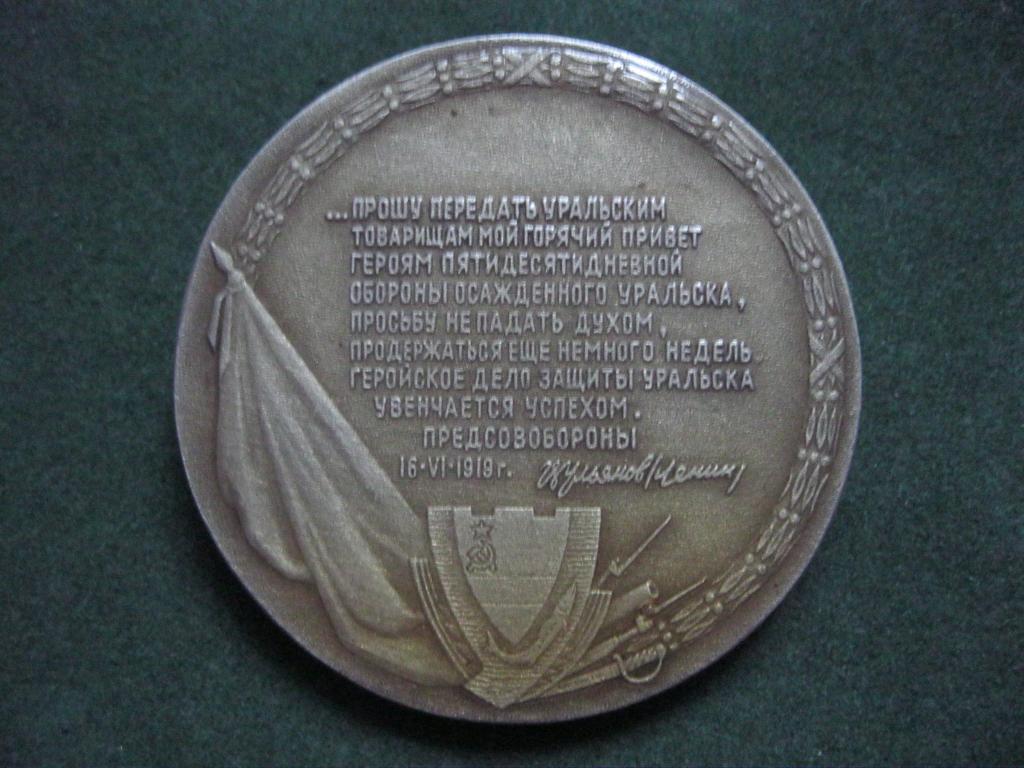 ...ПРОШУ ПЕРЕДАТЬ УРАЛЬСКИМ
ТОВАРИЩАМ МОЙ ГОРЯЧИЙ ПРИВЕТ
ГЕРОЯМ ПЯТИДЕСЯТИДНЕВНОЙ
ОБОРОНЫ ОСАЖДЕННОГО УРАЛЬСКА,
ПРОСЬБУ НЕ ПАДАТЬ ДУХОМ,
ПРОДЕРЖАТЬСЯ ЕЩЕ НЕМНОГО НЕДЕЛЬ
ГЕРОЙСКОЕ ДЕЛО ЗАЩИТЫ УРАЛЬСКА
УВЕНЧАЕТСЯ УСПЕХОМ.
ПРЕДСОВОБОРОНЫ
16·VI·1919 г. В Ульянов/Ленин/